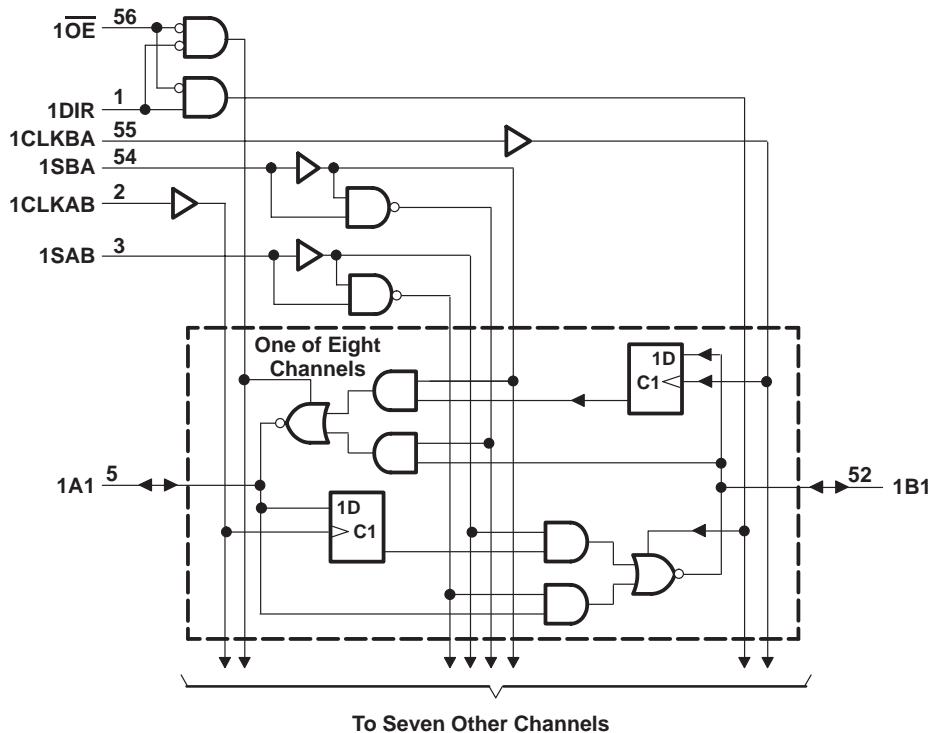 1OE 56
1DIR 1
1CLKBA 55
1SBA 54
1CLKAB 2
1SAB 3
One of Eight
Channels
1D
C1
1A1 5
52 1B1
1D
C1
To Seven Other Channels